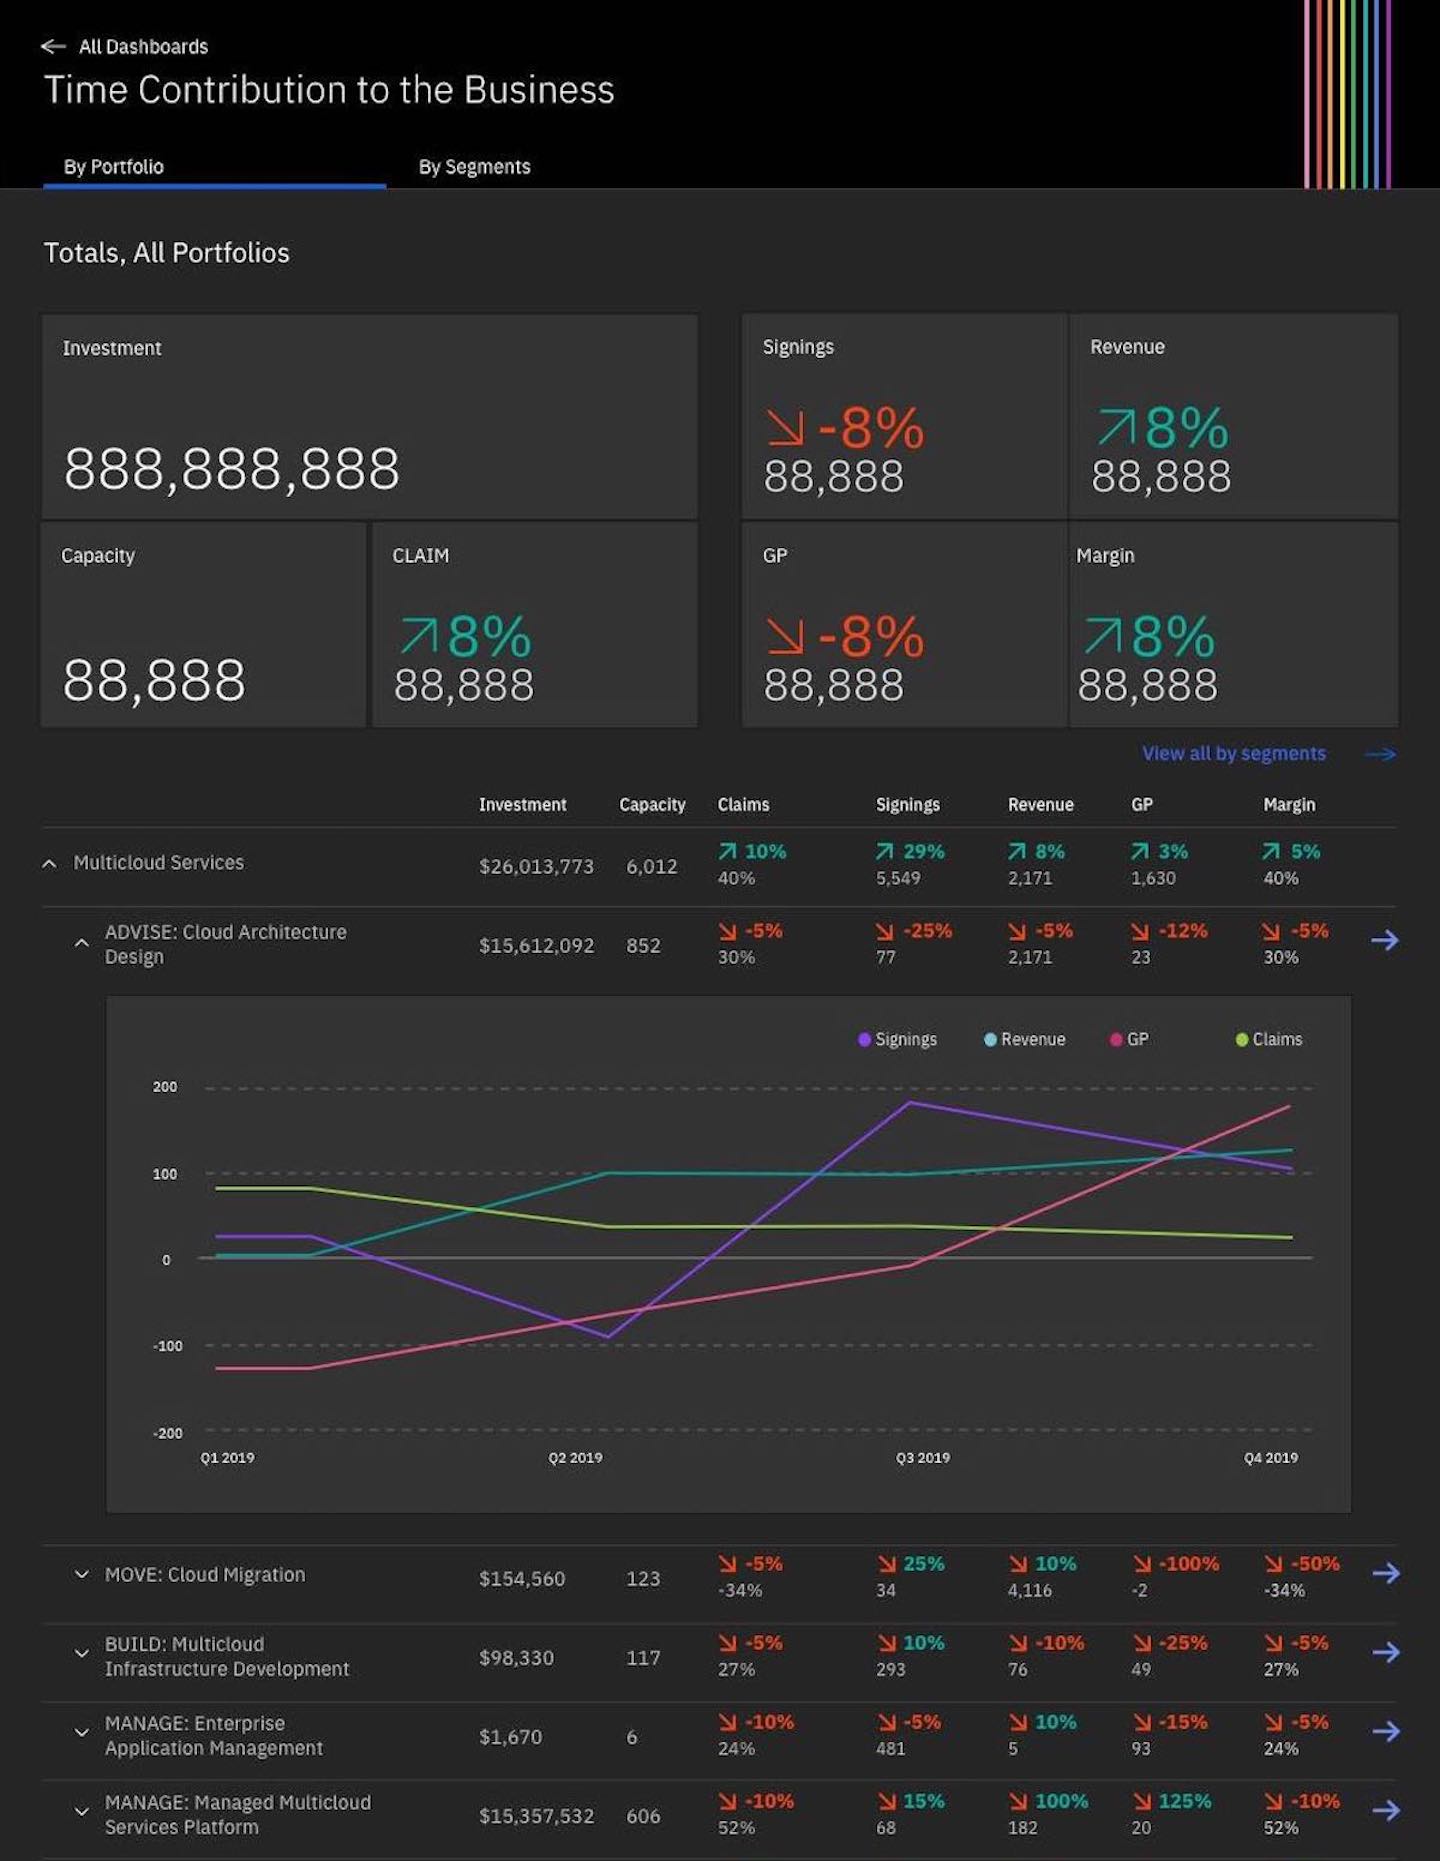 All Dashboards
Time Contribution to the Business
By Portfolio By Segments
Totals, All Portfolios
Investment
888,888,888
Capacity
88,888
CLAIM
8%
88,888
Signings
-8%
88,888
Revenue
8%
88,888
GP
-8%
88,888
Margin
8%
88,888
View all by segments
Investment Capacity Claims Signings Revenue GP Margin
Multicloud Services $26,013,773 6,012
10% 29% 8% 3% 5%
40% 5,549 2,171 1,630 40%
ADVISE: Cloud Architecture
Design
$15,612,092 852
-5% -25% -5% -12% -5%
30% 77 2,171 23 30%
Signings Revenue GP Claims
200
100
0
-100
-200
Q1 2019 Q2 2019 Q3 2019 Q4 2019
MOVE: Cloud Migration $154,560 123
-5% 25% 10% -100% -50%
-34% 34 4,116 -2 -34%
BUILD: Multicloud
Infrastructure Development
$98,330 117
-5% 10% -10% -25% -5%
27% 293 76 49 27%
MANAGE: Enterprise
Application Management
$1,670 6
-10% -5% 10% -15% -5%
24% 481 5 93 24%
MANAGE: Managed Multicloud
Services Platform
$15,357,532 606
-10% 15% 100% 125% -10%
52% 68 182 20 52%